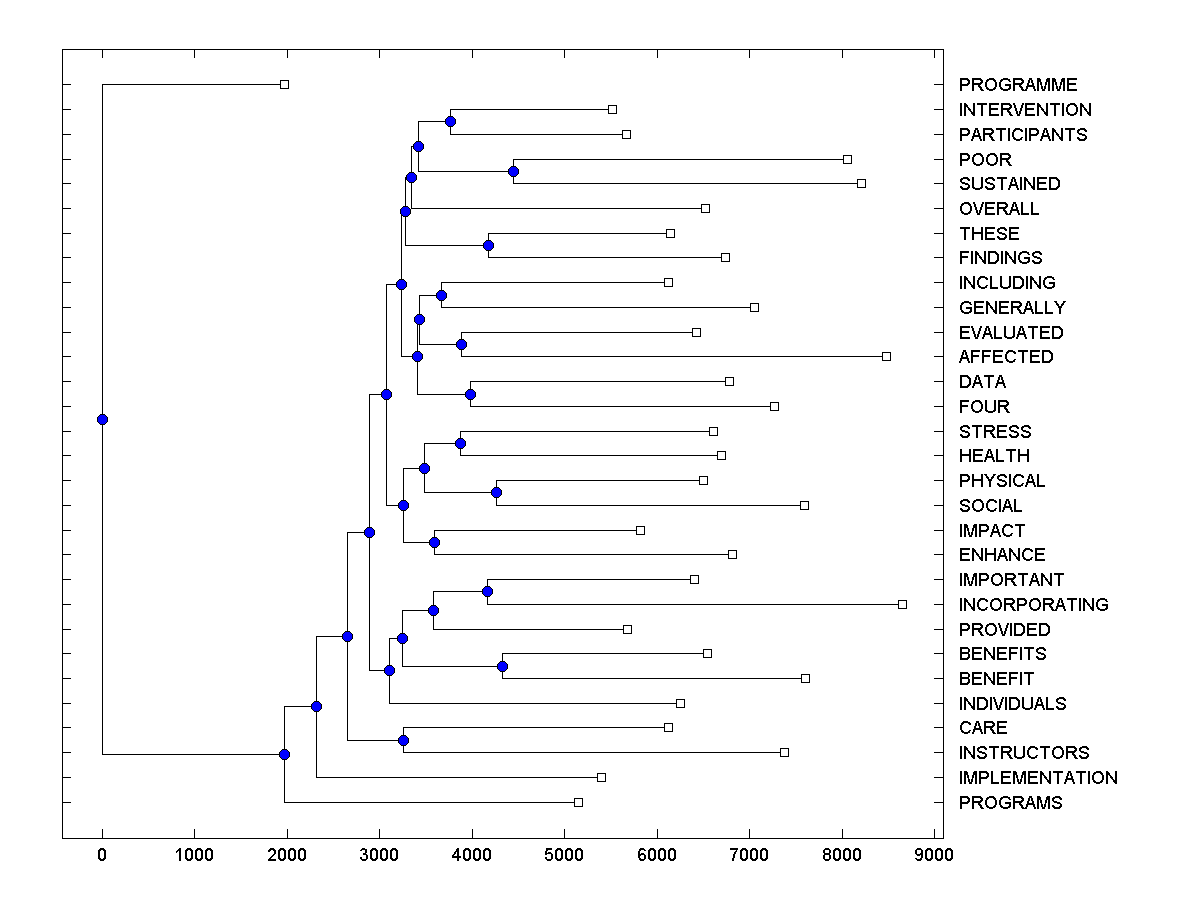 PROGRAMME
INTERVENTION
PARTICIPANTS
POOR
SUSTAINED
OVERALL
THESE
FINDINGS
INCLUDING
GENERALLY
EVALUATED
AFFECTED
DATA
FOUR
STRESS
HEALTH
PHYSICAL
SOCIAL
IMPACT
ENHANCE
IMPORTANT
INCORPORATING
PROVIDED
BENEFITS
BENEFIT
INDIVIDUALS
CARE
INSTRUCTORS
IMPLEMENTATION
PROGRAMS
0 1000 2000 3000 4000 5000 6000 7000 8000 9000